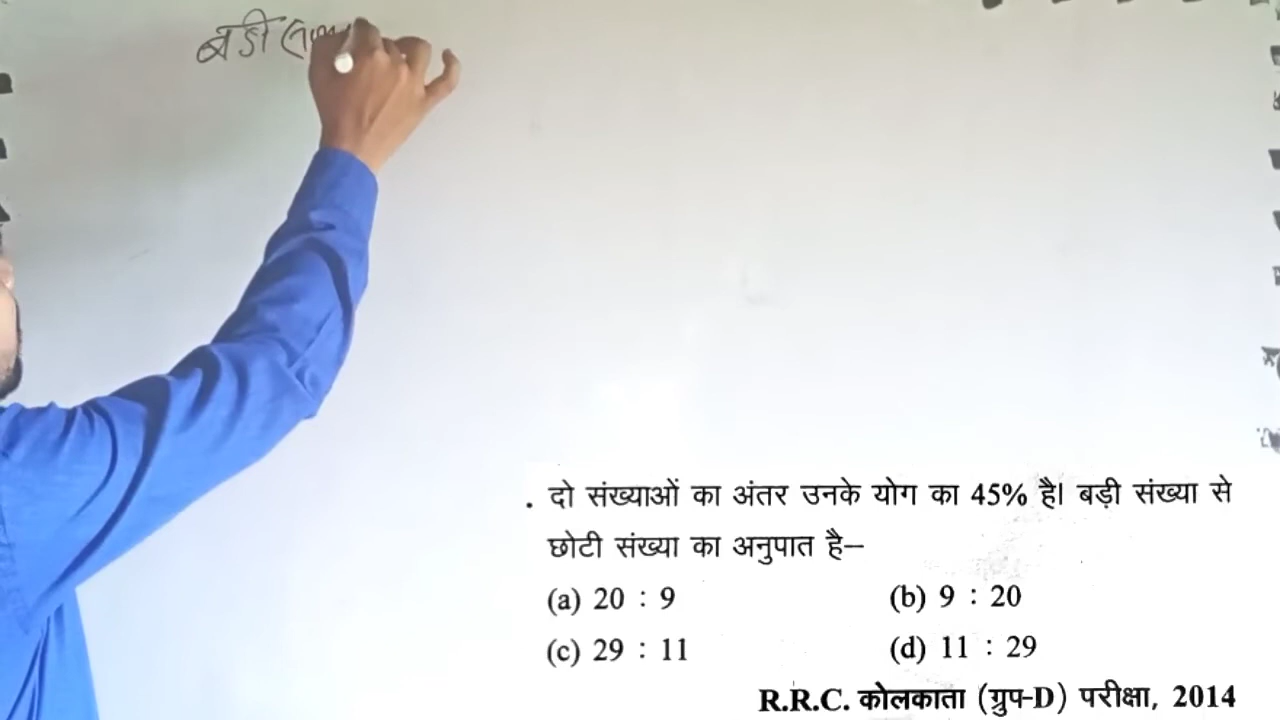 बड़ी
. दो संख्याओं का अंतर उनके योग का 45% है। बड़ी संख्या से
छोटी संख्या का अनुपात है–
(a) 20 : 9 (b) 9 : 20
(c) 29 : 11 (d) 11 : 29
R.R.C. कोलकाता (ग्रुप-D) परीक्षा, 2014